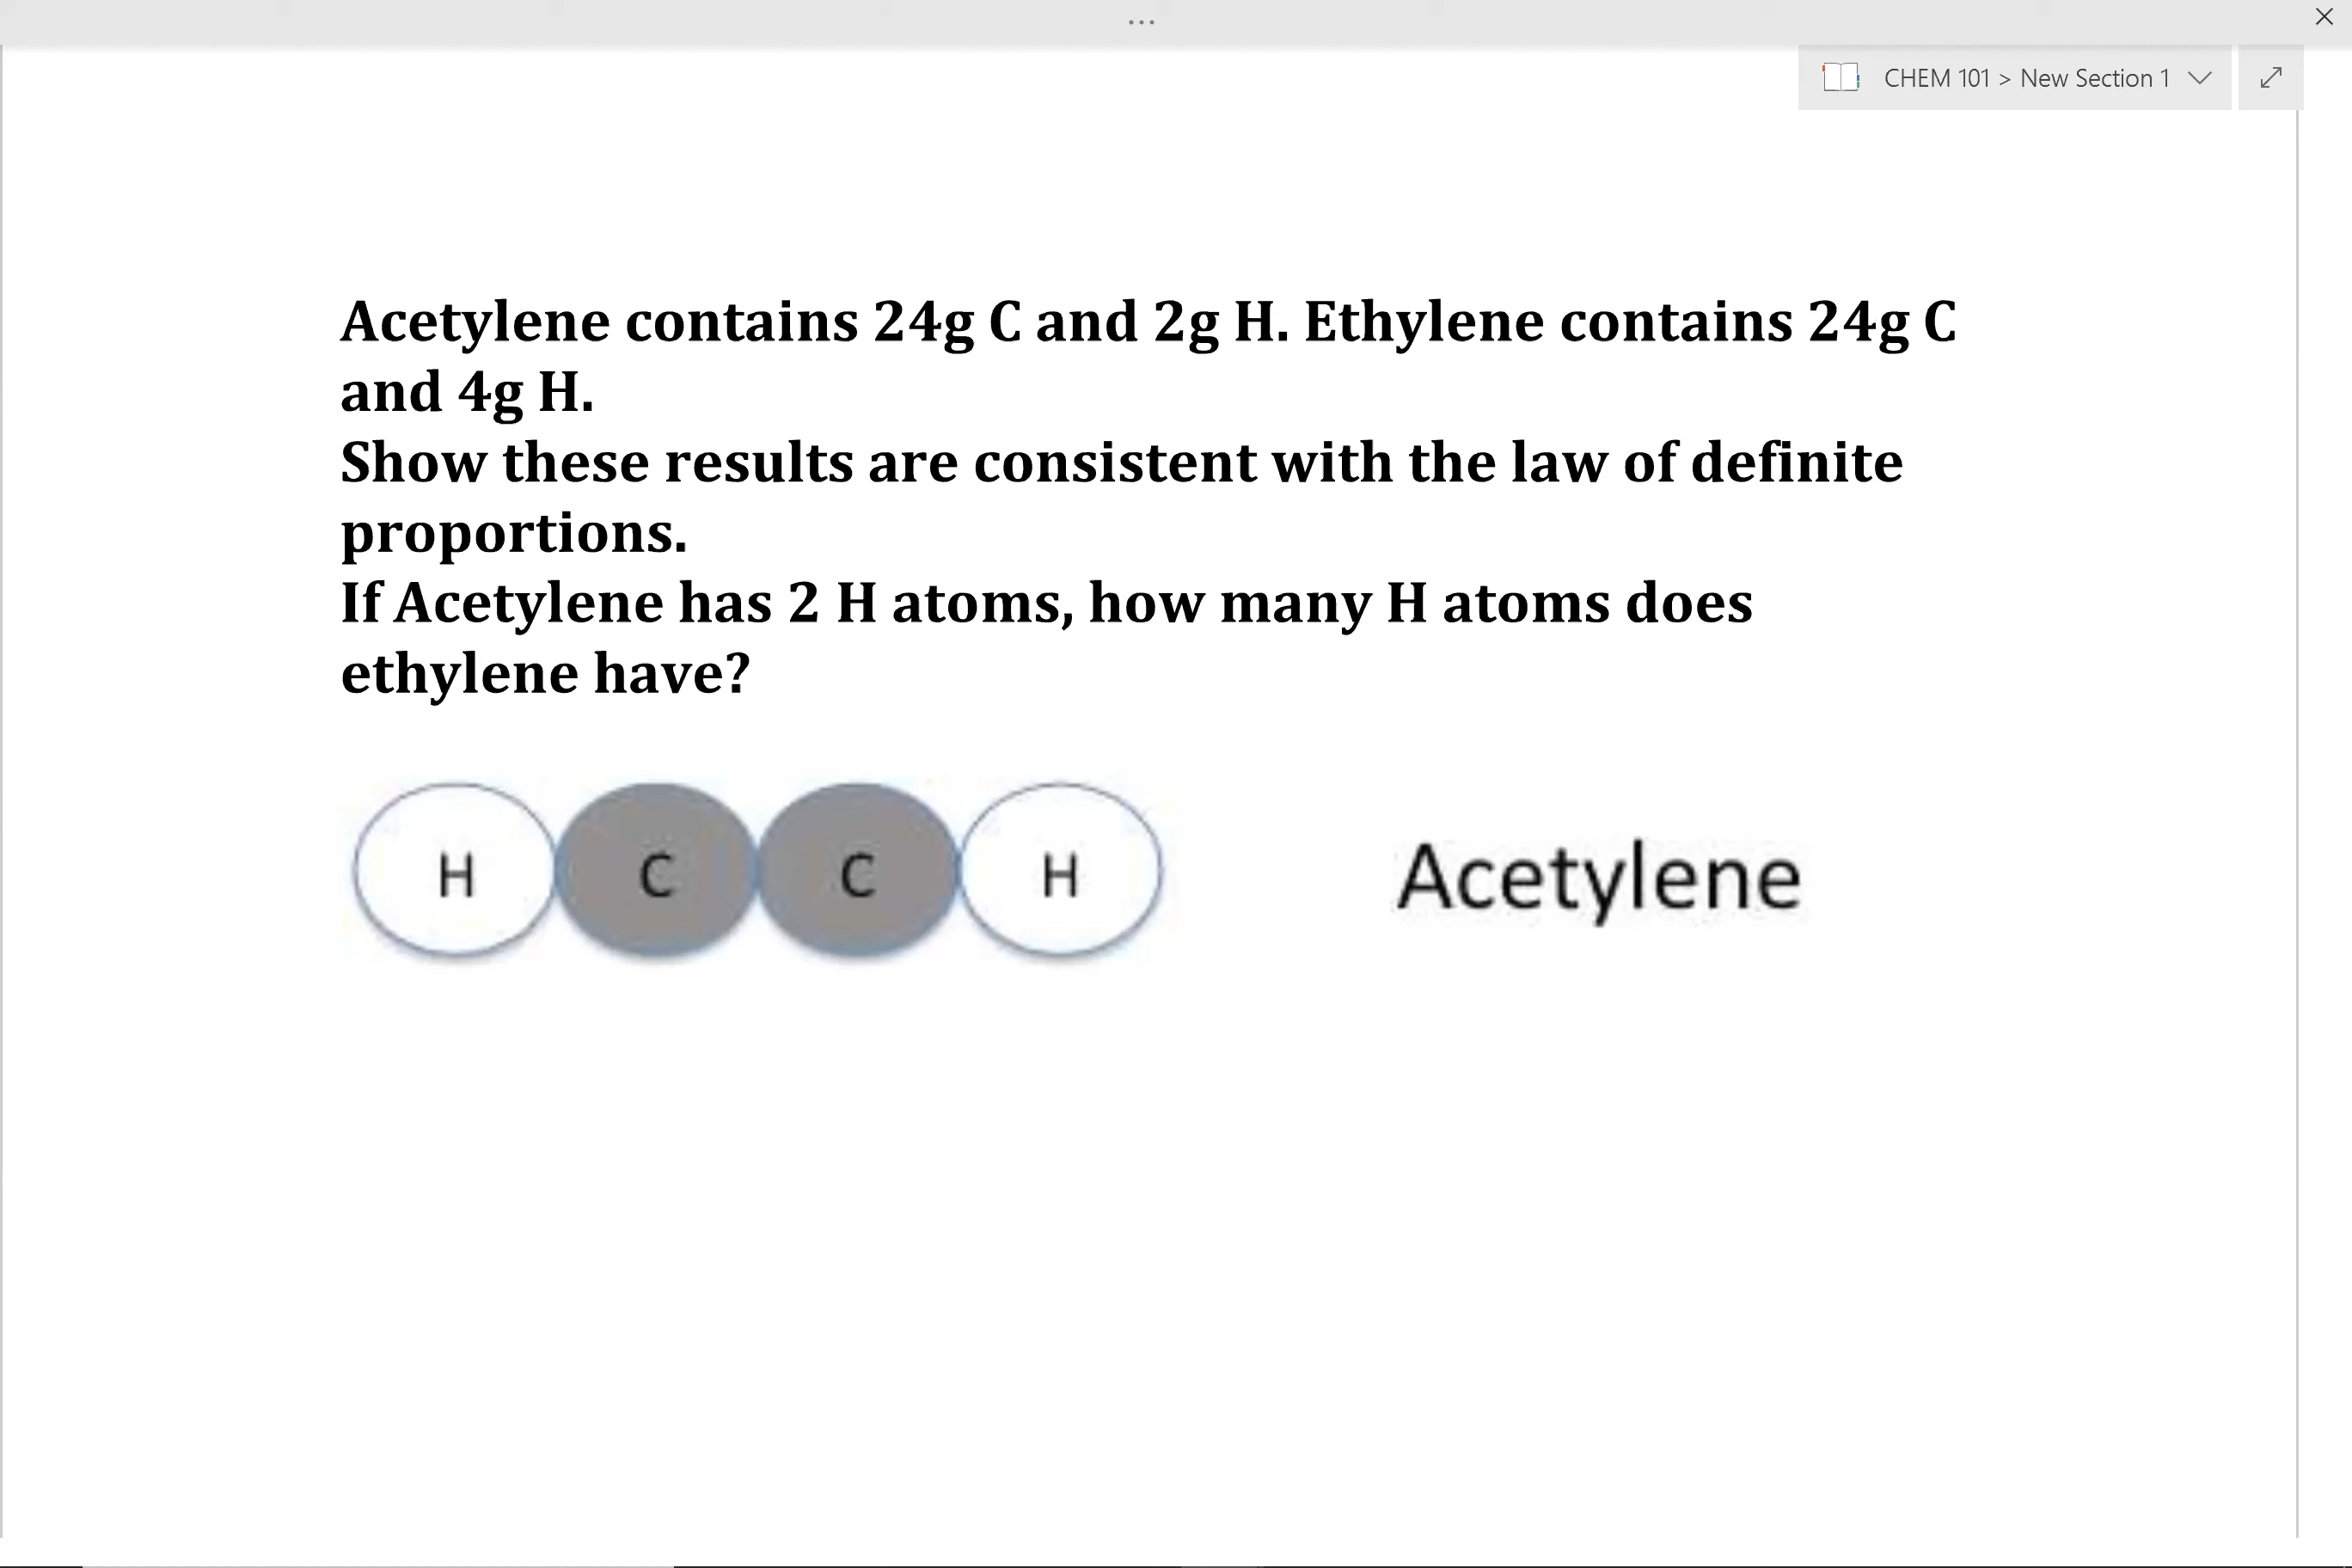 CHEM 101 > New Section 1
Acetylene contains 24g C and 2g H. Ethylene contains 24g C
and 4g H.
Show these results are consistent with the law of definite
proportions.
If Acetylene has 2 H atoms, how many H atoms does
ethylene have?
H C C H Acetylene